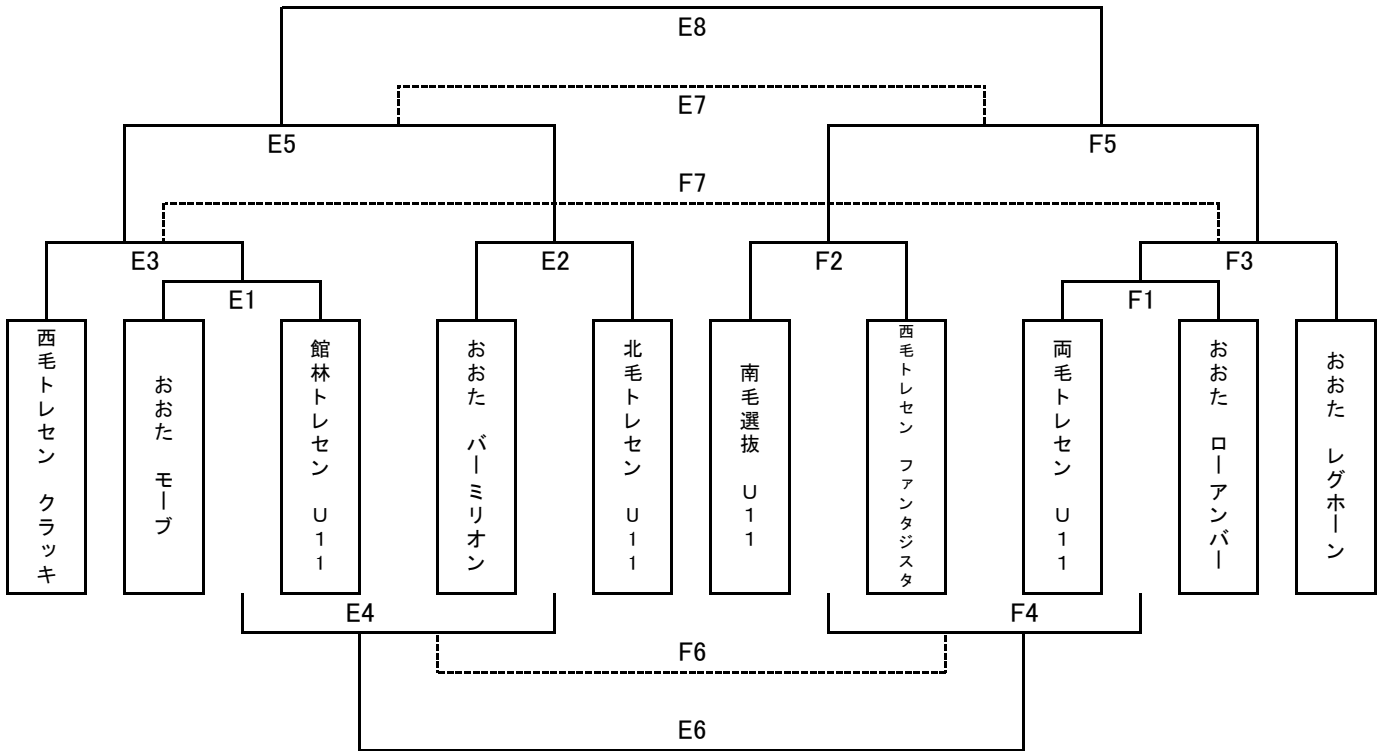 E8
E7
E5
F5
F7
E3
E2
F2
F3
E1
F1
西毛トレセン クラッキ
おおた モーブ
館林トレセン U11
おおた バーミリオン
北毛トレセン U11
南毛選抜 U11
西毛トレセン ファンタジスタ
両毛トレセン U11
おおた ローアンバー
おおた レグホーン
E4
F4
F6
E6